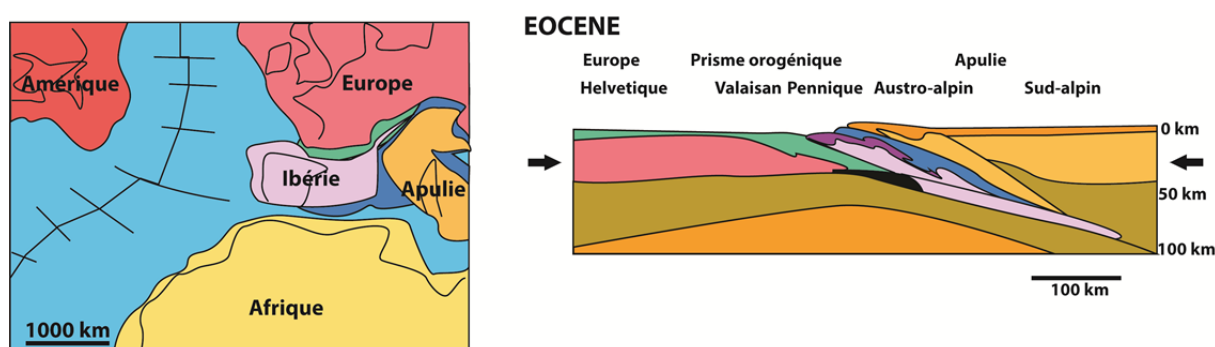 Amérique
Europe
Ibérie
Apulie
Afrique
1000 km
EOCENE
Europe Prisme orogénique Apulie
Helvetique Valaisan Pennique Austro-alpin Sud-alpin
0 km
50 km
100 km
100 km